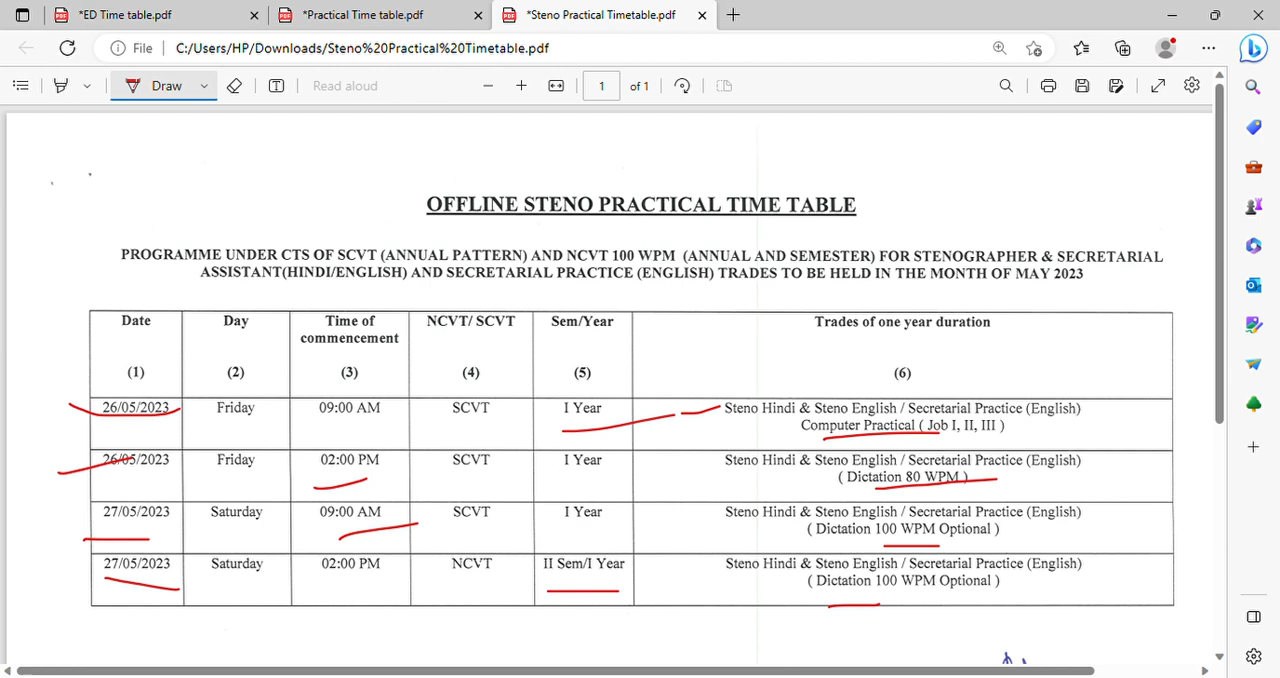 *ED Time table.pdf
*Practical Time table.pdf
*Steno Practical Timetable.pdf
File C:/Users/HP/Downloads/Steno%20Practical%20Timetable.pdf
Draw
Read aloud
1 of 1
OFFLINE STENO PRACTICAL TIME TABLE
PROGRAMME UNDER CTS OF SCVT (ANNUAL PATTERN) AND NCVT 100 WPM (ANNUAL AND SEMESTER) FOR STENOGRAPHER & SECRETARIAL
ASSISTANT(HINDI/ENGLISH) AND SECRETARIAL PRACTICE (ENGLISH) TRADES TO BE HELD IN THE MONTH OF MAY 2023
Date Day Time of NCVT/ SCVT Sem/Year Trades of one year duration
commencement
(1) (2) (3) (4) (5) (6)
26/05/2023 Friday 09:00 AM SCVT I Year Steno Hindi & Steno English / Secretarial Practice (English)
Computer Practical ( Job I, II, III )
26/05/2023 Friday 02:00 PM SCVT I Year Steno Hindi & Steno English / Secretarial Practice (English)
( Dictation 80 WPM )
27/05/2023 Saturday 09:00 AM SCVT I Year Steno Hindi & Steno English / Secretarial Practice (English)
( Dictation 100 WPM Optional )
27/05/2023 Saturday 02:00 PM NCVT II Sem/I Year Steno Hindi & Steno English / Secretarial Practice (English)
( Dictation 100 WPM Optional )